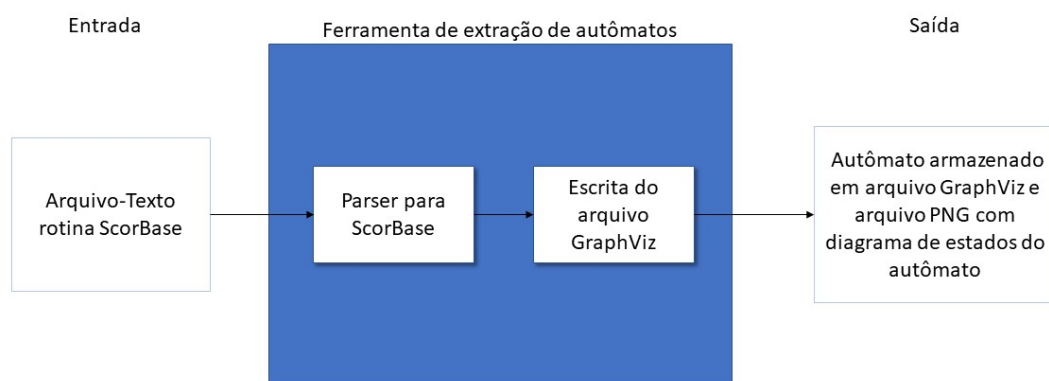 Entrada
Ferramenta de extração de autômatos
Saída
Arquivo-Texto
rotina ScorBase
Parser para
ScorBase
Escrita do
arquivo
GraphViz
Autômato armazenado
em arquivo GraphViz e
arquivo PNG com
diagrama de estados do
autômato